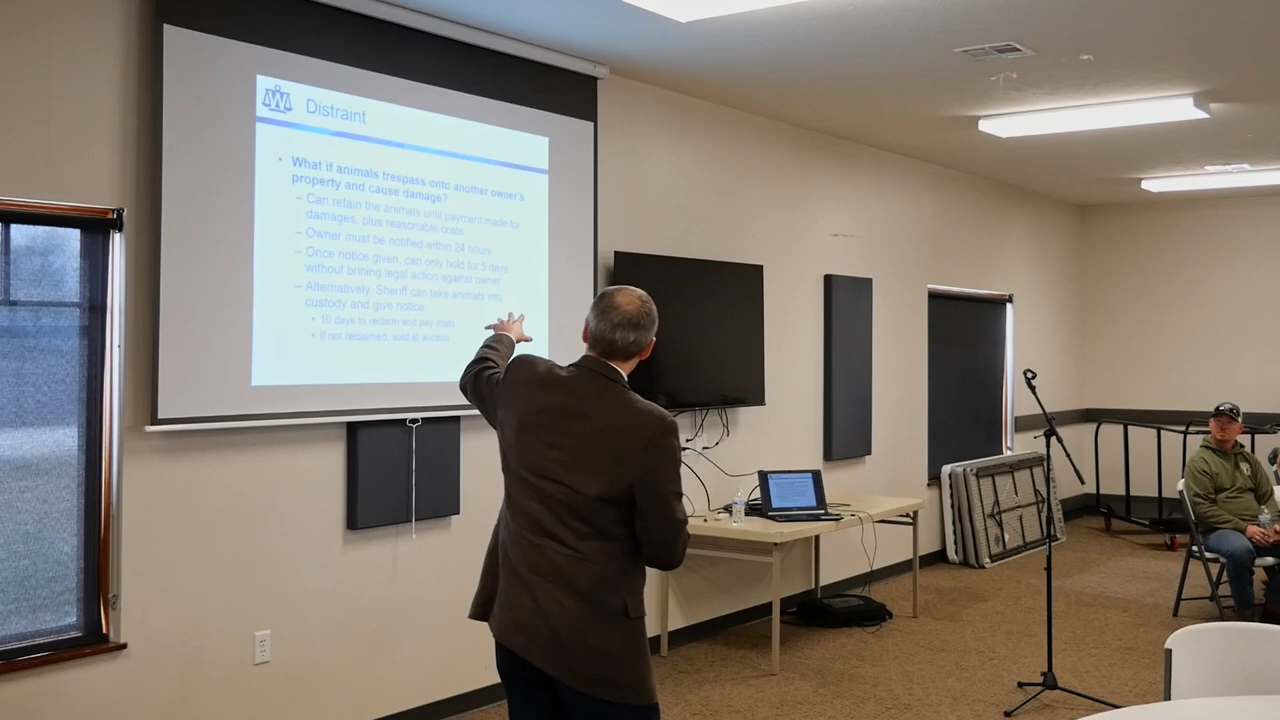 W
Distraint
• What if animals trespass onto another owner's
property and cause damage?
– Can retain the animals until payment made for
damages, plus reasonable costs
– Owner must be notified within 24 hours
– Once notice given, can only hold for 5 days
without brining legal action against owner
– Alternatively, Sheriff can take animals into
custody and give notice
• 10 days to reclaim and pay costs
• If not reclaimed, sold at auction